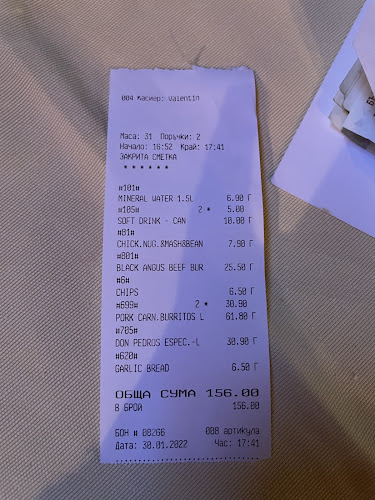 004 Касиер: Valentin
Маса: 31 Поръчки: 2
Начало: 16:52 Край: 17:41
ЗАКРИТА СМЕТКА
* * * * * *
#101#
MINERAL WATER 1.5L 6.90 Г
#105# 2 * 5.00
SOFT DRINK - CAN 10.00 Г
#81#
CHICK.NUG.&MASH&BEAN 7.90 Г
#801#
BLACK ANGUS BEEF BUR 25.50 Г
#6#
CHIPS 6.50 Г
#699# 2 * 30.90
PORK CARN.BURRITOS L 61.80 Г
#705#
DON PEDROS ESPEC.-L 30.90 Г
#620#
GARLIC BREAD 6.50 Г
ОБЩА СУМА 156.00
В БРОЙ 156.00
БОН # 00266 008 артикула
Дата: 30.01.2022 Час: 17:41